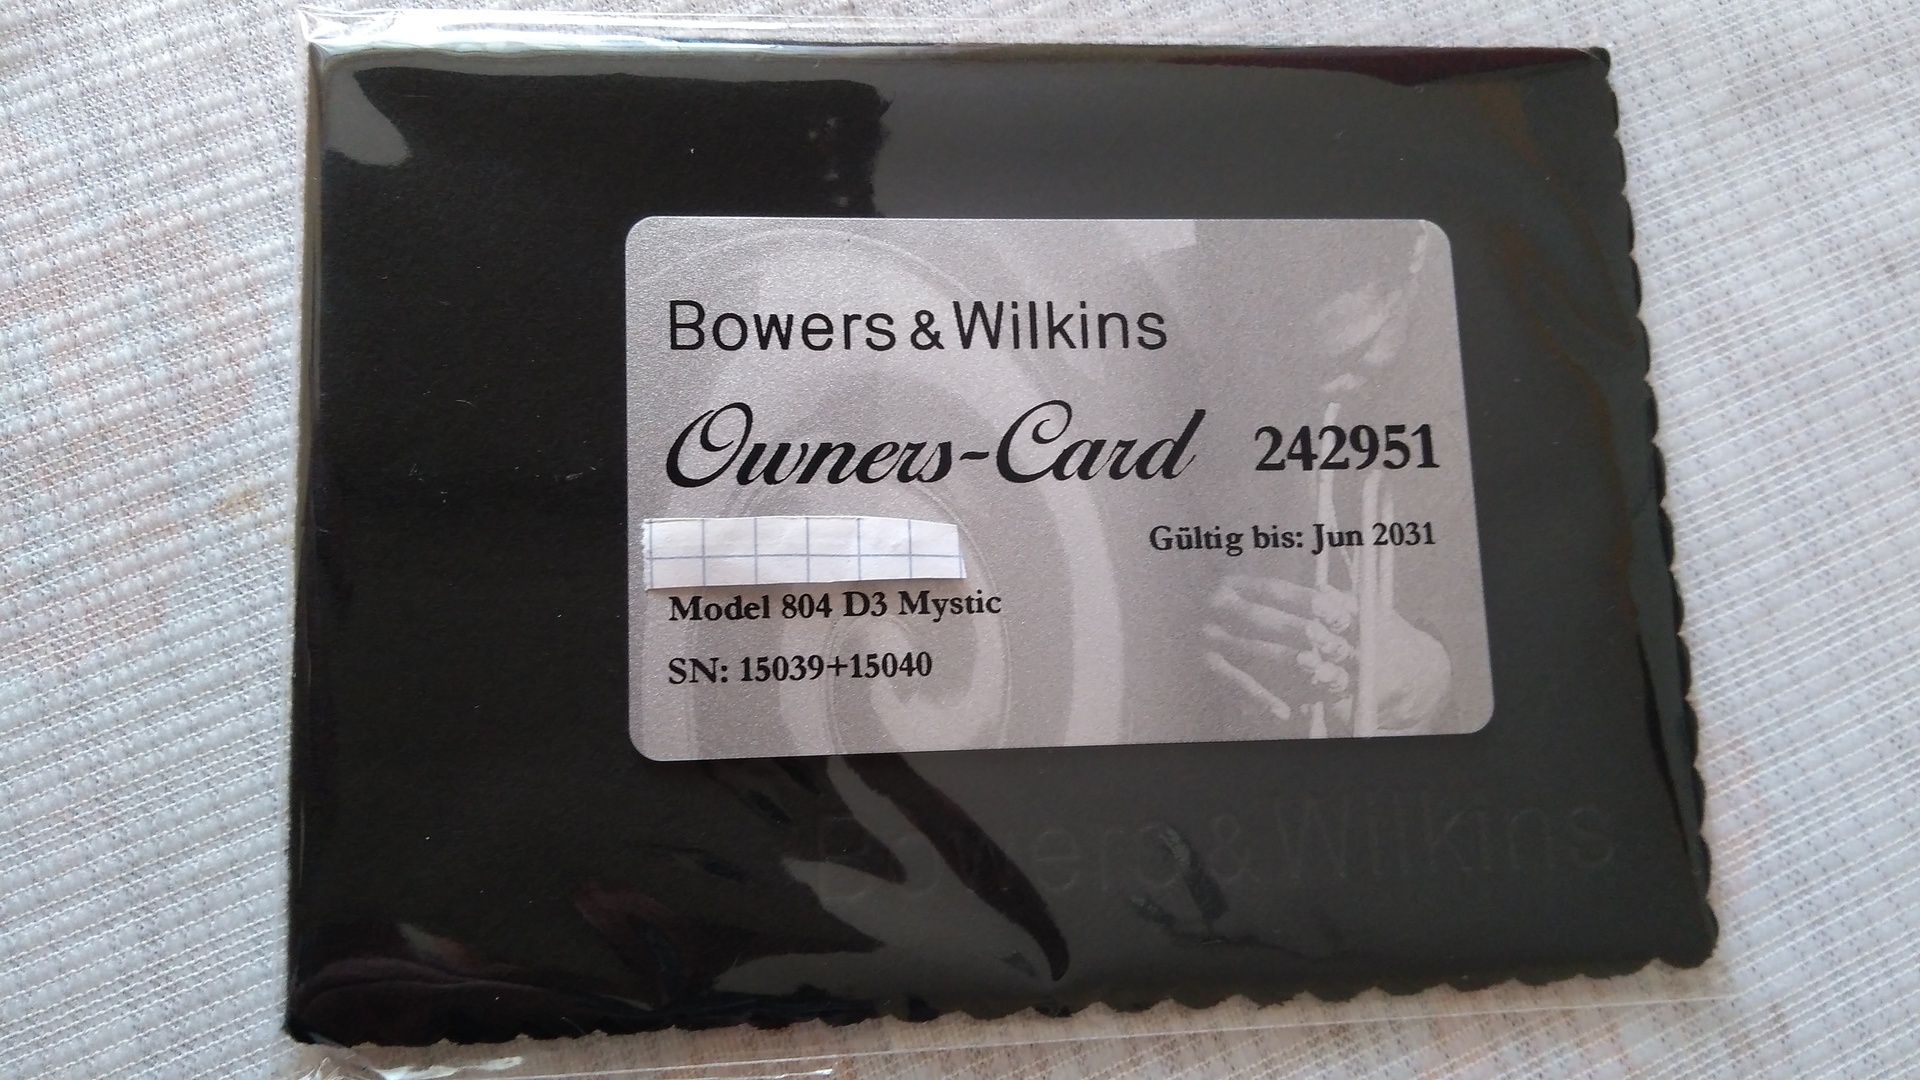 Bowers & Wilkins
Owners-Card 242951
Gültig bis: Jun 2031
Model 804 D3 Mystic
SN: 15039+15040
Bowers & Wilkins